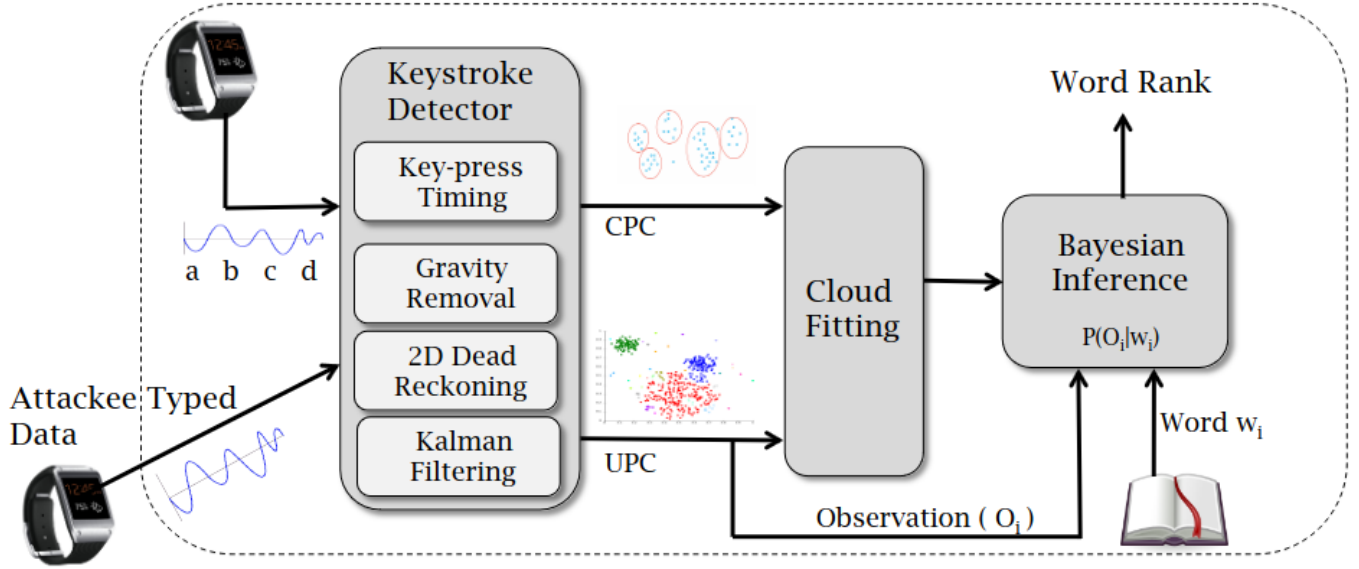 Keystroke
Detector
Key-press
Timing
Gravity
Removal
2D Dead
Reckoning
Kalman
Filtering
a b c d
Attackee Typed
Data
CPC
UPC
Cloud
Fitting
Word Rank
Bayesian
Inference
P(Oᵢ|wᵢ)
Observation ( Oᵢ )
Word wᵢ